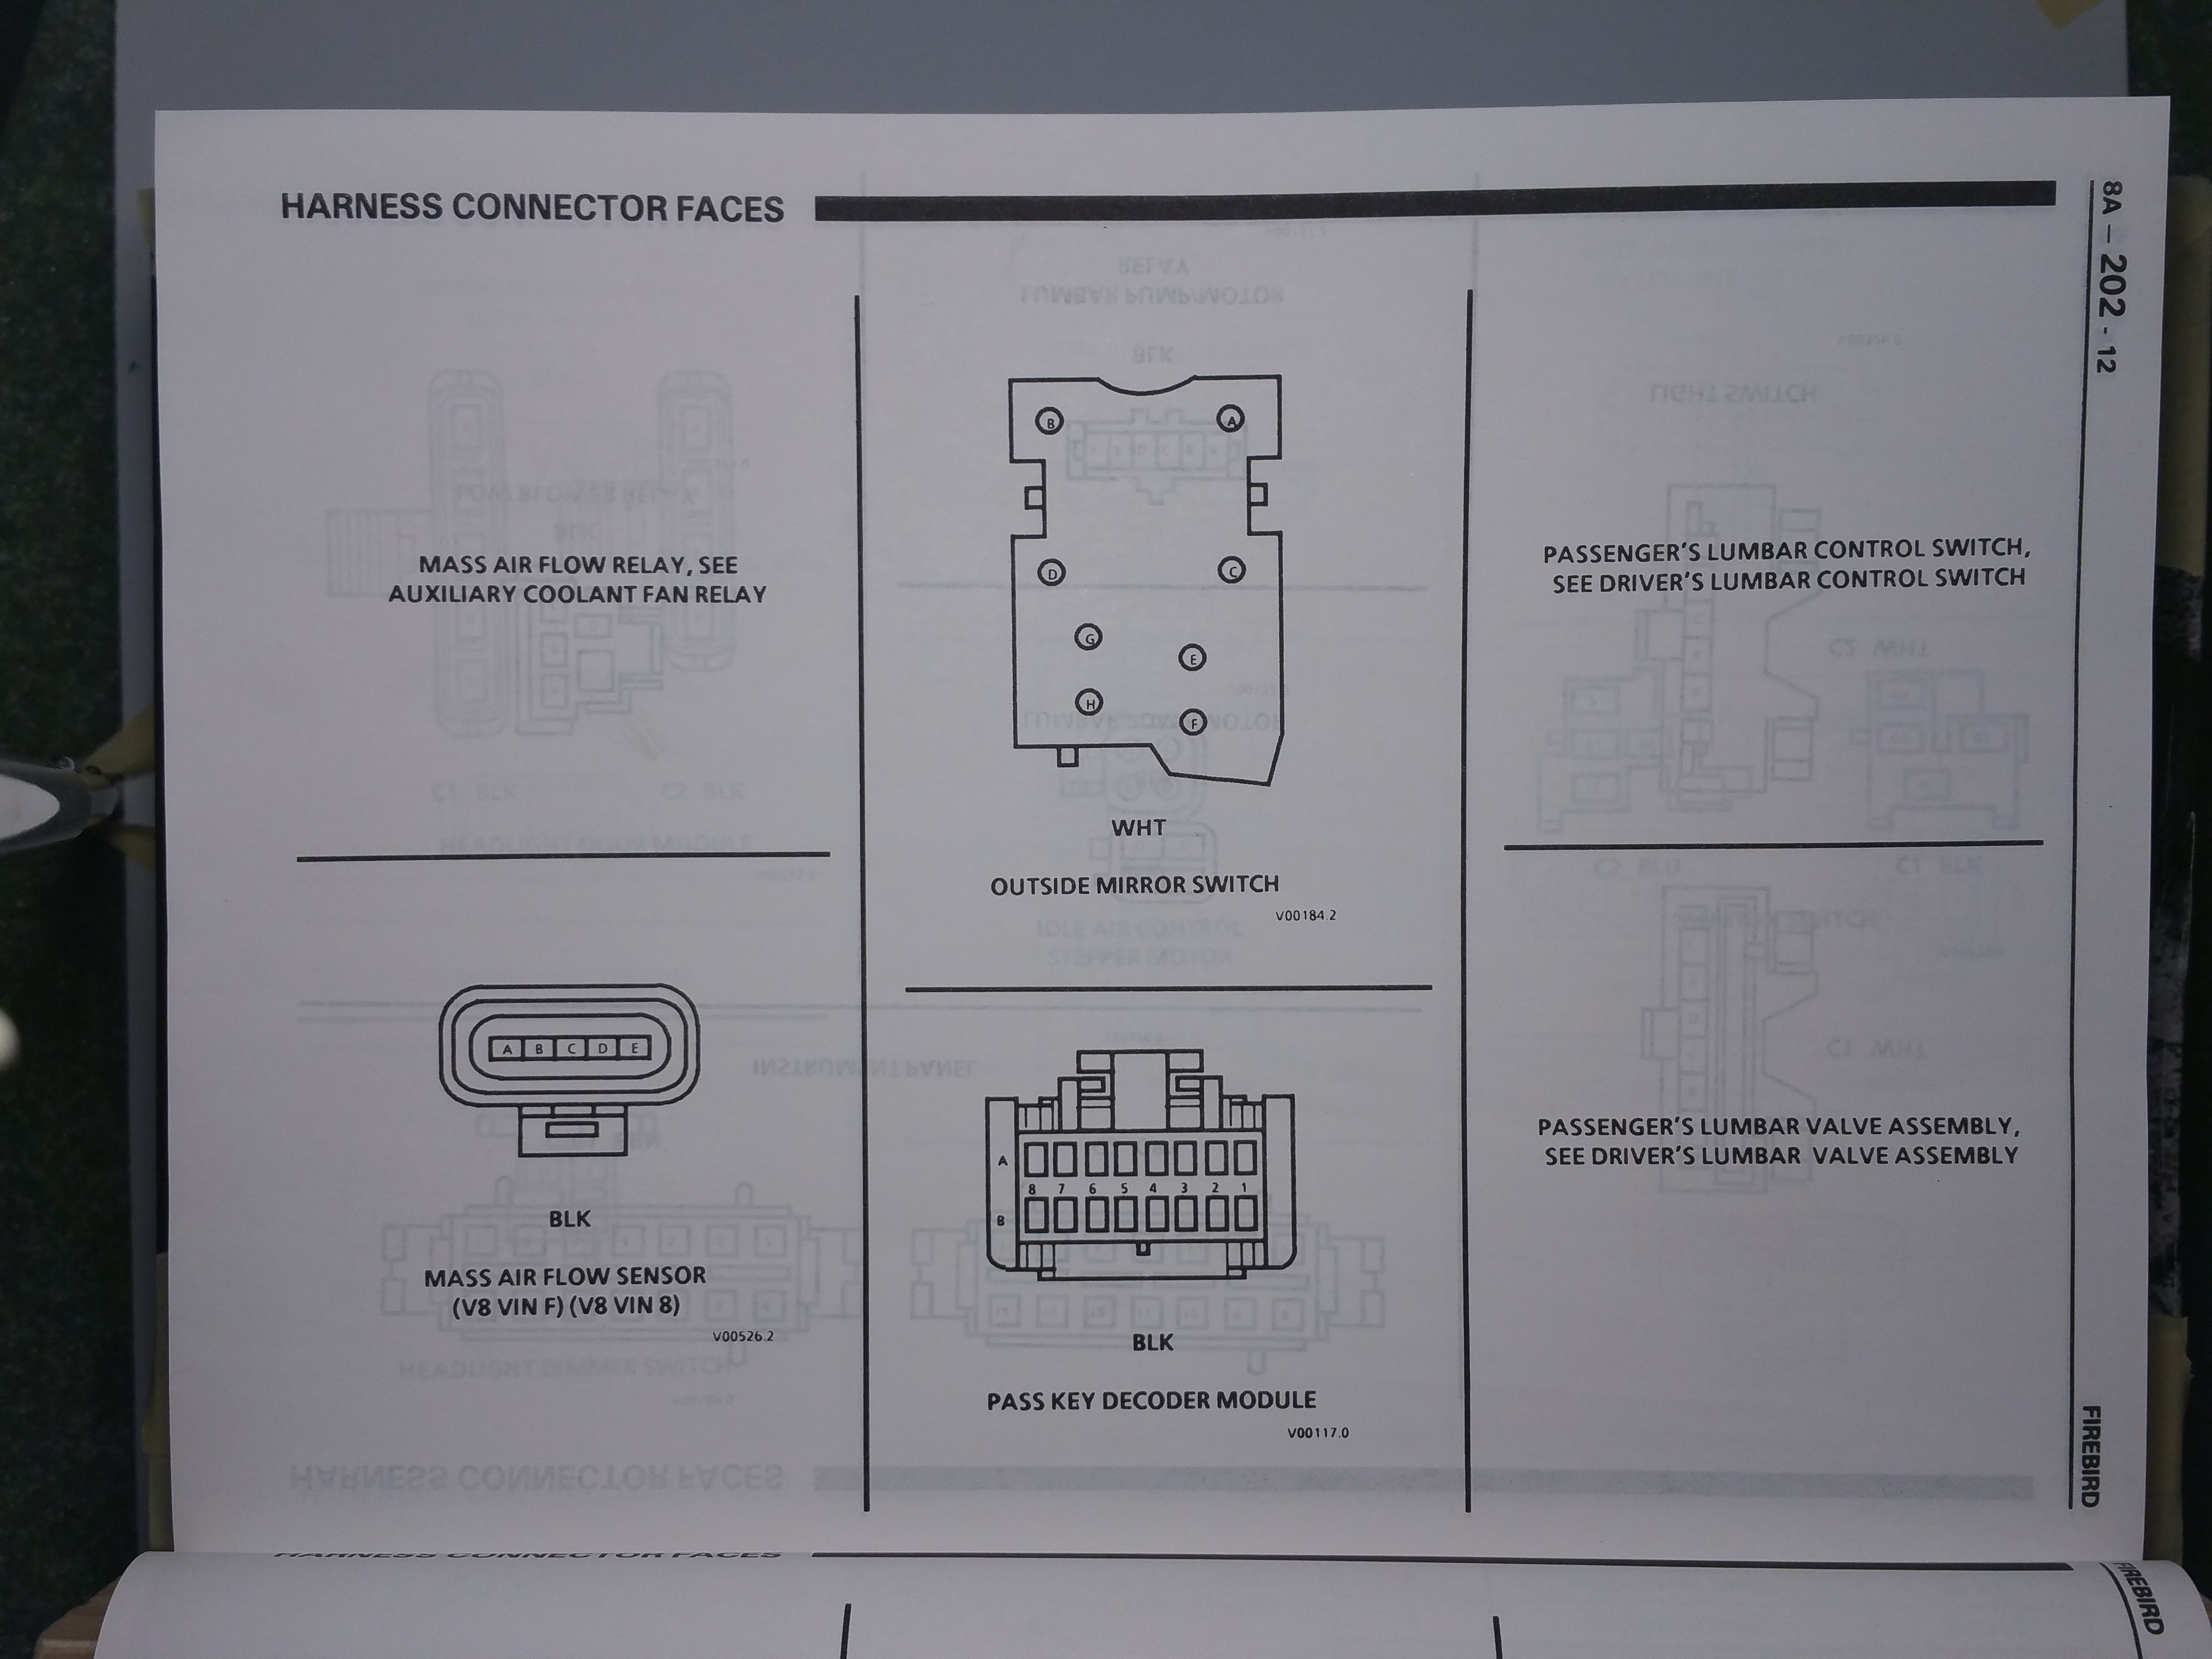 HARNESS CONNECTOR FACES
8A — 202 - 12
MASS AIR FLOW RELAY, SEE
AUXILIARY COOLANT FAN RELAY
A B C D E
BLK
MASS AIR FLOW SENSOR
(V8 VIN F) (V8 VIN 8)
V00526.2
B A
D C
G
E
H
F
WHT
OUTSIDE MIRROR SWITCH
V00184.2
A
8 7 6 5 4 3 2 1
B
BLK
PASS KEY DECODER MODULE
V00117.0
PASSENGER'S LUMBAR CONTROL SWITCH,
SEE DRIVER'S LUMBAR CONTROL SWITCH
PASSENGER'S LUMBAR VALVE ASSEMBLY,
SEE DRIVER'S LUMBAR VALVE ASSEMBLY
FIREBIRD
HARNESS CONNECTOR FACES
FIREBIRD